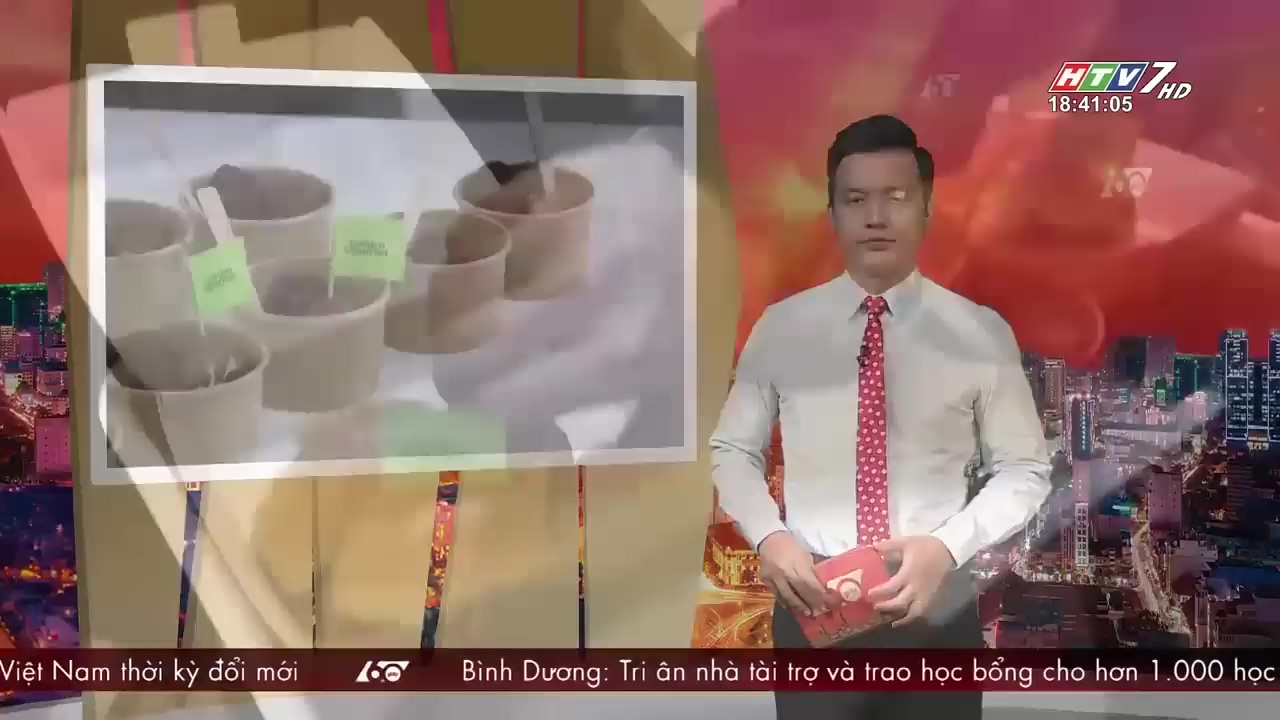 HTV7 HD
18:41:05
Việt Nam thời kỳ đổi mới
60
Bình Dương: Tri ân nhà tài trợ và trao học bổng cho hơn 1.000 học